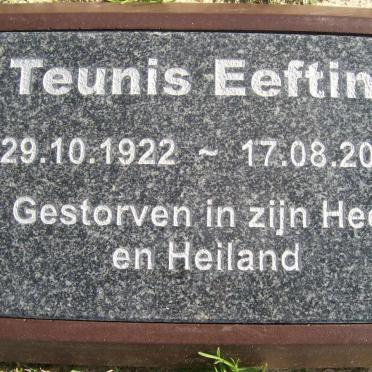 Teunis Eeftin
29.10.1922 ~ 17.08.20
Gestorven in zijn Hee
en Heiland